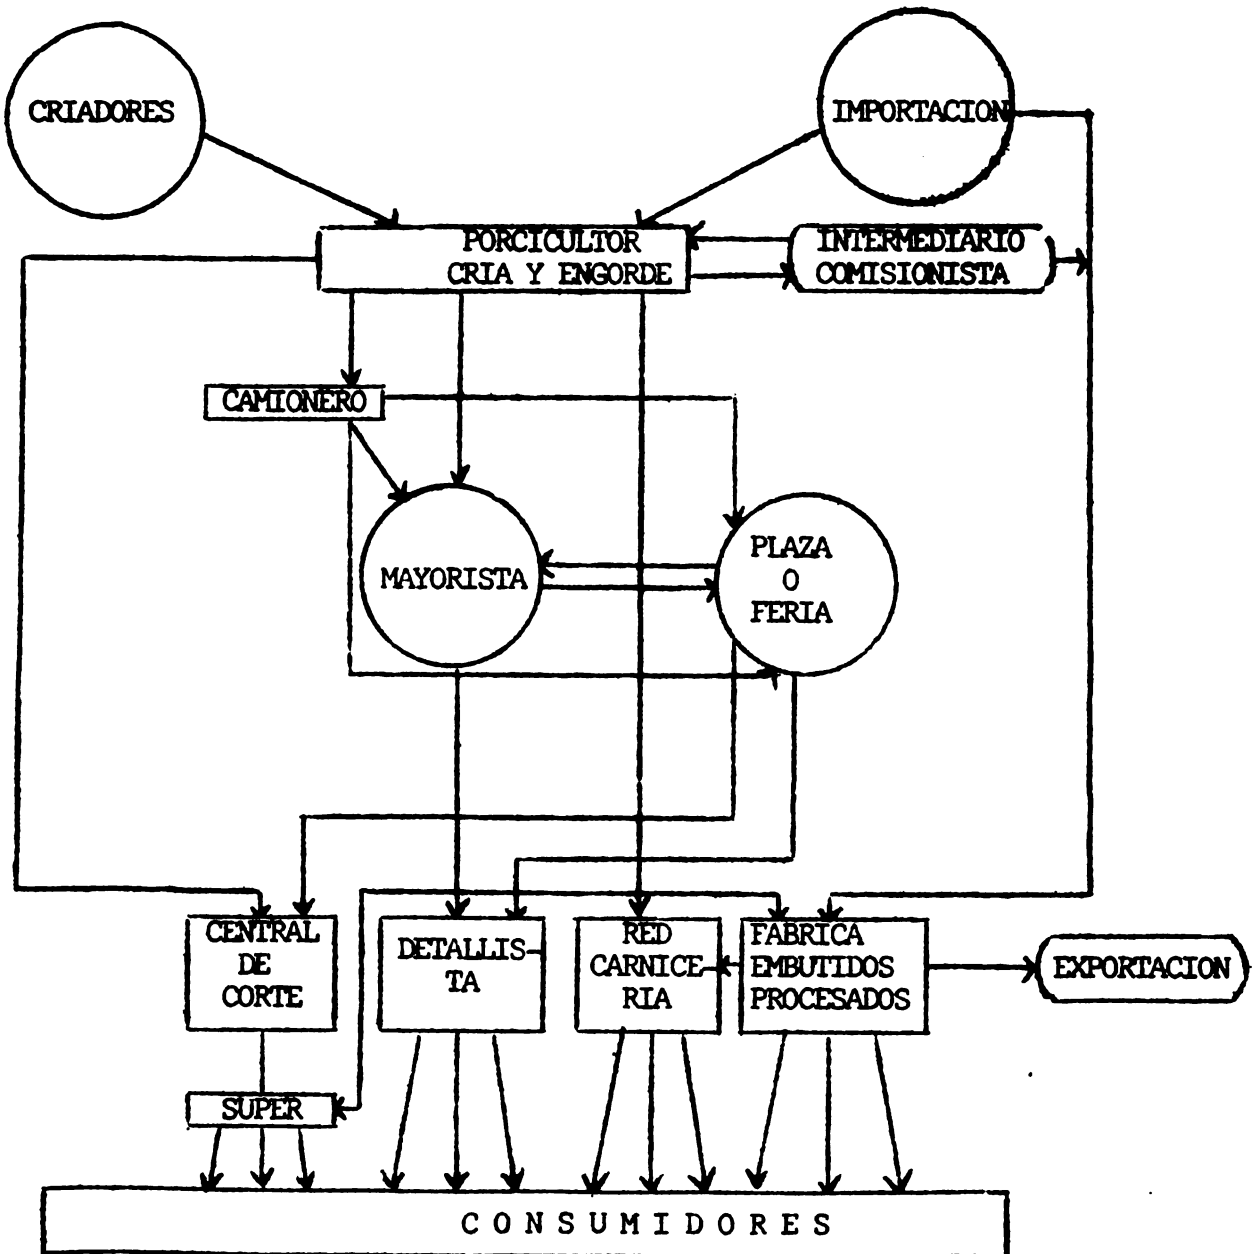 CRIADORES
IMPORTACION
PORCICULTOR
CRIA Y ENGORDE
INTERMEDIARIO
COMISIONISTA
CAMIONERO
MAYORISTA
PLAZA
O
FERIA
CENTRAL
DE
CORTE
DETALLIS-
TA
RED
CARNICE-
RIA
FABRICA
EMBUTIDOS
PROCESADOS
EXPORTACION
SUPER
CONSUMIDORES